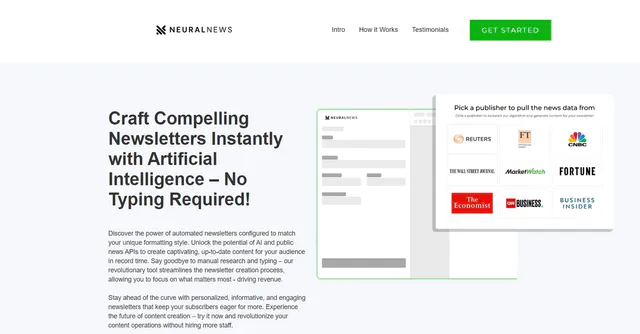 NEURALNEWS
Intro
How it Works
Testimonials
GET STARTED
Craft Compelling
Newsletters Instantly
with Artificial
Intelligence – No
Typing Required!
Discover the power of automated newsletters configured to match
your unique formatting style. Unlock the potential of AI and public
news APIs to create captivating, up-to-date content for your audience
in record time. Say goodbye to manual research and typing – our
revolutionary tool streamlines the newsletter creation process,
allowing you to focus on what matters most - driving revenue.
Stay ahead of the curve with personalized, informative, and engaging
newsletters that keep your subscribers eager for more. Experience
the future of content creation – try it now and revolutionize your
content operations without hiring more staff.
NEURALNEWS
Pick a publisher to pull the news data from
REUTERS
FT
FINANCIAL
TIMES
CNBC
THE WALL STREET JOURNAL
MarketWatch
FORTUNE
The
Economist
CNN BUSINESS
BUSINESS
INSIDER